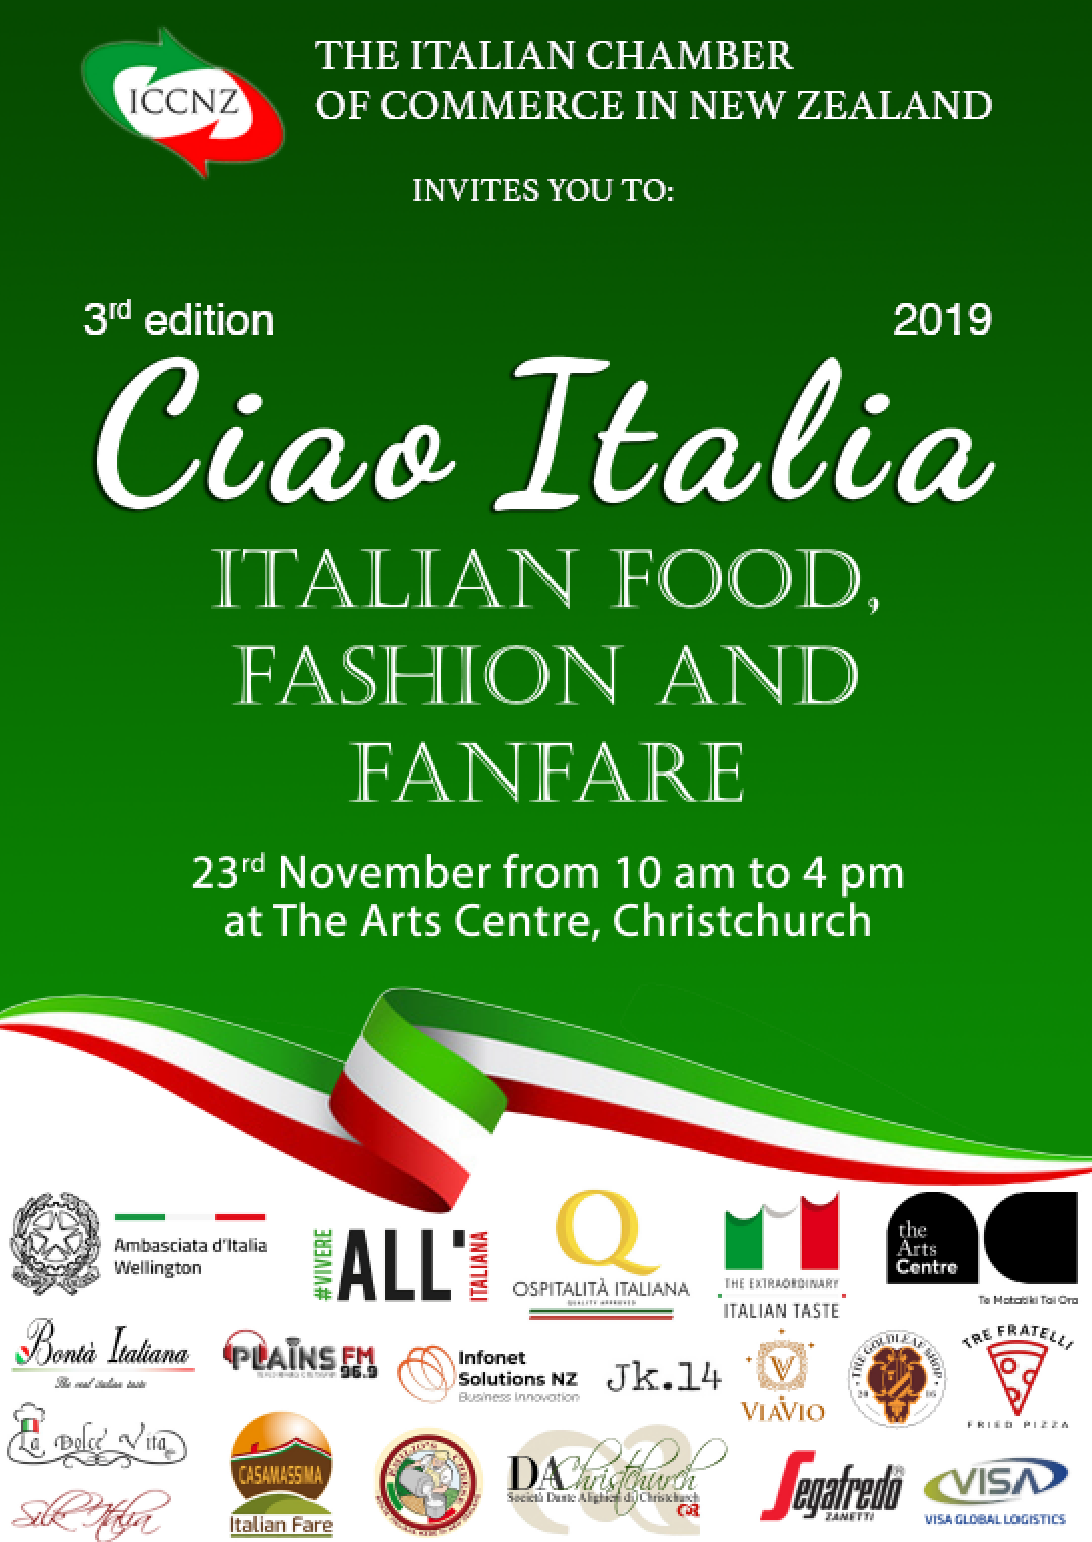 ICCNZ
THE ITALIAN CHAMBER
OF COMMERCE IN NEW ZEALAND
INVITES YOU TO:
3rd edition
2019
Ciao Italia
ITALIAN FOOD,
FASHION AND
FANFARE
23rd November from 10 am to 4 pm
at The Arts Centre, Christchurch
Ambasciata d'Italia
Wellington
#VIVERE
ALL'
ITALIANA
Q
OSPITALITÀ ITALIANA
QUALITY APPROVED
THE EXTRAORDINARY
ITALIAN TASTE
the
Arts
Centre
Te Matatiki Toi Ora
Bontà Italiana
The real italian taste
PLAINS FM
96.9
Infonet
Solutions NZ
Business Innovation
Jk.14
V
VIAVIO
THE GOLDLEAF SHOP
20 16
TRE FRATELLI
FRIED PIZZA
La Dolce Vita
Silk Italia
CASAMASSIMA
Italian Fare
DA Christchurch
Società Dante Alighieri di Christchurch
Segafredo®
ZANETTI
VISA
VISA GLOBAL LOGISTICS